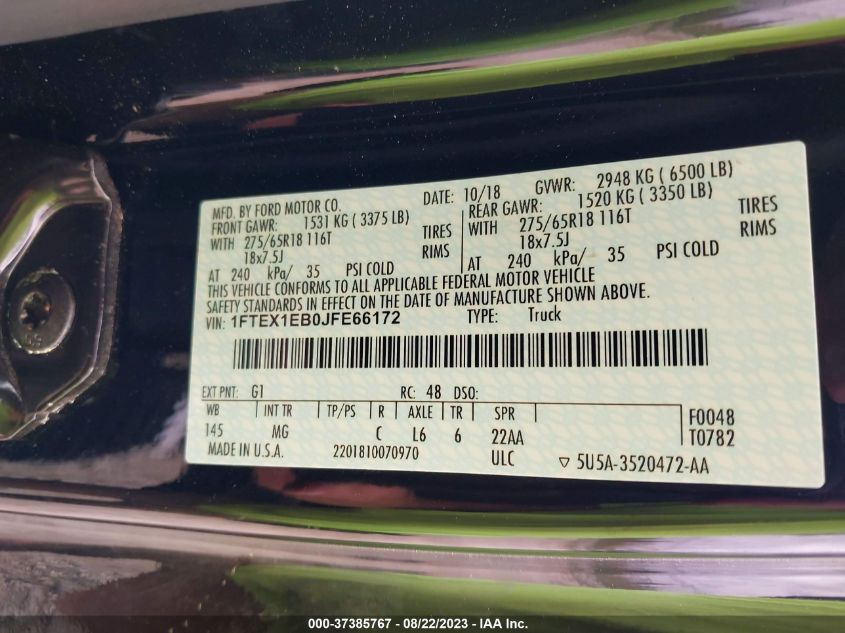 MFD. BY FORD MOTOR CO. DATE: 10/18 GVWR: 2948 KG ( 6500 LB)
FRONT GAWR: 1531 KG ( 3375 LB) REAR GAWR: 1520 KG ( 3350 LB)
WITH 275/65R18 116T TIRES WITH 275/65R18 116T TIRES
18x7.5J RIMS 18x7.5J RIMS
AT 240 kPa/ 35 PSI COLD AT 240 kPa/ 35 PSI COLD
THIS VEHICLE CONFORMS TO ALL APPLICABLE FEDERAL MOTOR VEHICLE
SAFETY STANDARDS IN EFFECT ON THE DATE OF MANUFACTURE SHOWN ABOVE.
VIN: 1FTEX1EB0JFE66172 TYPE: Truck
EXT PNT: G1 RC: 48 DSO:
WB INT TR TP/PS R AXLE TR SPR F0048
145 MG C L6 6 22AA T0782
MADE IN U.S.A. 2201810070970 ULC ▽ 5U5A-3520472-AA
000-37385767 - 08/22/2023 - IAA Inc.